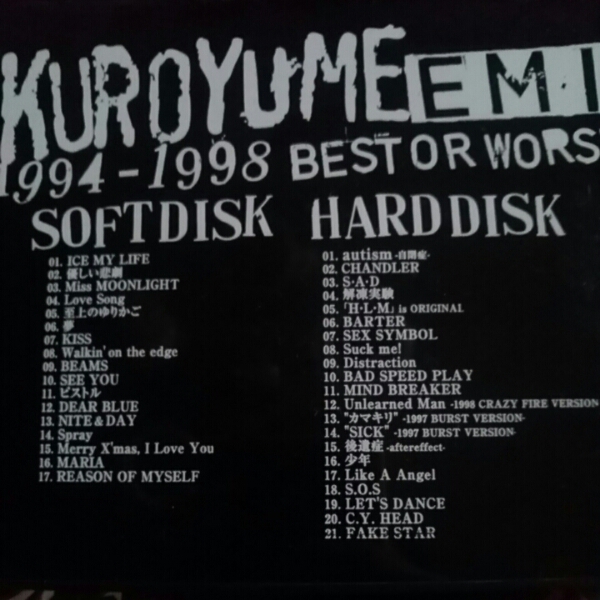 KUROYUME EMI
1994-1998 BEST OR WORS
SOFT DISK
01. ICE MY LIFE
02. 優しい悲劇
03. Miss MOONLIGHT
04. Love Song
05. 至上のゆりかご
06. 夢
07. KISS
08. Walkin' on the edge
09. BEAMS
10. SEE YOU
11. ピストル
12. DEAR BLUE
13. NITE & DAY
14. Spray
15. Merry X'mas, I Love You
16. MARIA
17. REASON OF MYSELF
HARD DISK
01. autism -自閉症-
02. CHANDLER
03. S・A・D
04. 解凍実験
05. 「H・L・M」is ORIGINAL
06. BARTER
07. SEX SYMBOL
08. Suck me!
09. Distraction
10. BAD SPEED PLAY
11. MIND BREAKER
12. Unlearned Man -1998 CRAZY FIRE VERSION
13. "カマキリ" -1997 BURST VERSION-
14. "SICK" -1997 BURST VERSION-
15. 後遺症 -aftereffect-
16. 少年
17. Like A Angel
18. S.O.S
19. LET'S DANCE
20. C.Y. HEAD
21. FAKE STAR